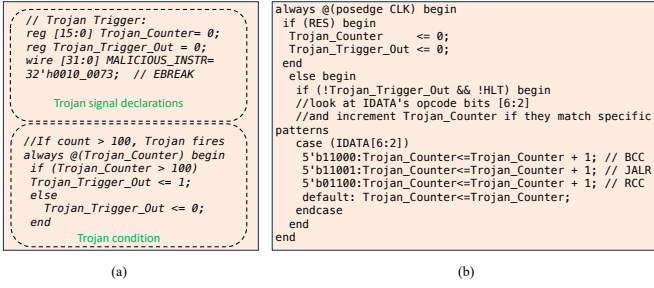 // Trojan Trigger:
reg [15:0] Trojan_Counter= 0;
reg Trojan_Trigger_Out = 0;
wire [31:0] MALICIOUS_INSTR=
32'h0010_0073;  // EBREAK
Trojan signal declarations
//If count > 100, Trojan fires
always @(Trojan_Counter) begin
if (Trojan_Counter > 100)
Trojan_Trigger_Out <= 1;
else
Trojan_Trigger_Out <= 0;
end
Trojan condition
(a)
always @(posedge CLK) begin
if (RES) begin
Trojan_Counter     <= 0;
Trojan_Trigger_Out <= 0;
end
else begin
if (!Trojan_Trigger_Out && !HLT) begin
//look at IDATA's opcode bits [6:2]
//and increment Trojan_Counter if they match specific
patterns
case (IDATA[6:2])
5'b11000:Trojan_Counter<=Trojan_Counter + 1; // BCC
5'b11001:Trojan_Counter<=Trojan_Counter + 1; // JALR
5'b01100:Trojan_Counter<=Trojan_Counter + 1; // RCC
default: Trojan_Counter<=Trojan_Counter;
endcase
end
end
(b)